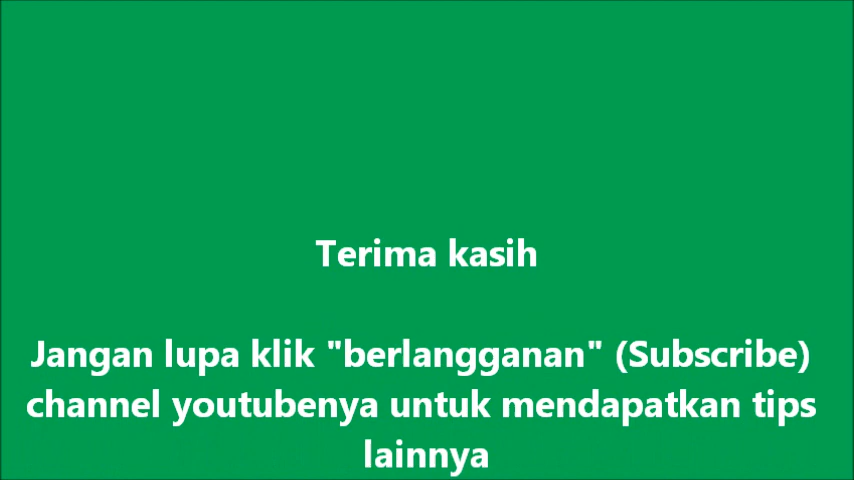 Terima kasih
Jangan lupa klik "berlangganan" (Subscribe)
channel youtubenya untuk mendapatkan tips
lainnya